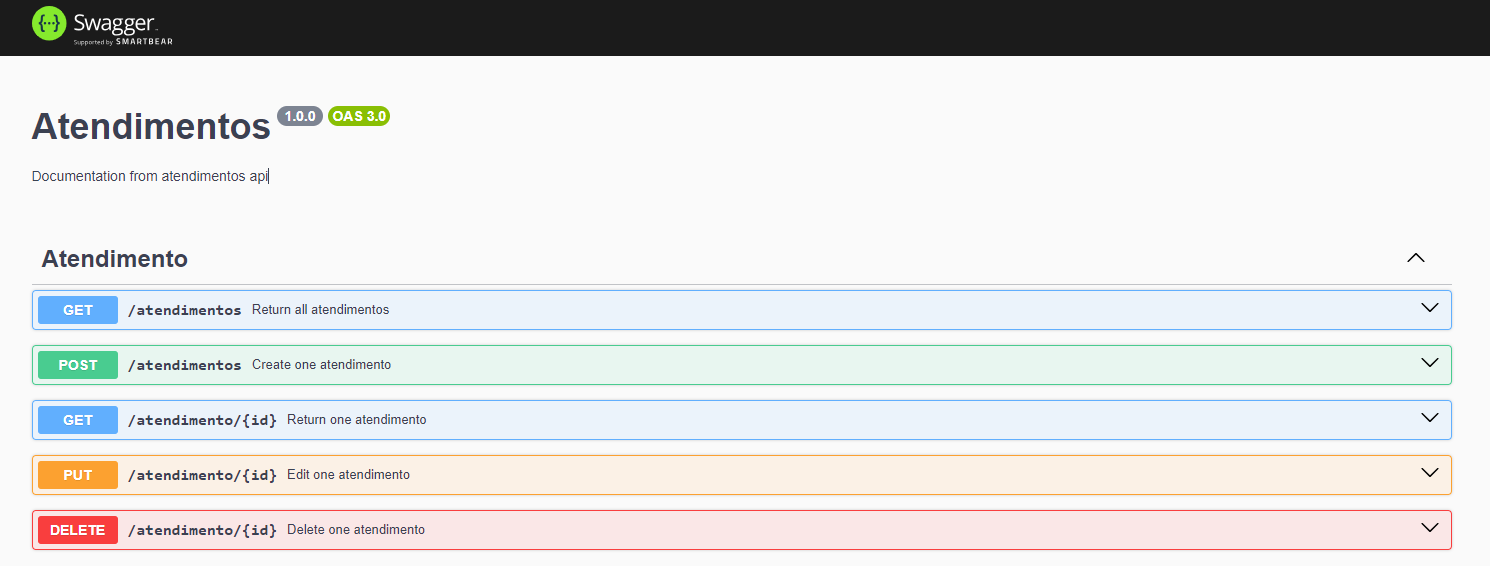 {···} Swagger
Supported by SMARTBEAR
Atendimentos 1.0.0 OAS 3.0
Documentation from atendimentos api
Atendimento
GET /atendimentos Return all atendimentos
POST /atendimentos Create one atendimento
GET /atendimento/{id} Return one atendimento
PUT /atendimento/{id} Edit one atendimento
DELETE /atendimento/{id} Delete one atendimento